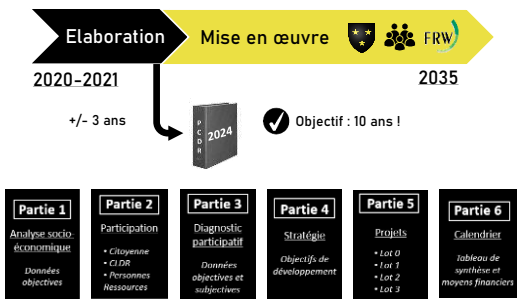 Elaboration
Mise en œuvre
FRW
2020-2021
2035
+/- 3 ans
PCDR
2024
Objectif : 10 ans !
Partie 1
Analyse socio-
économique
Données
objectives
Partie 2
Participation
• Citoyenne
• CLDR
• Personnes
Ressources
Partie 3
Diagnostic
participatif
Données
objectives et
subjectives
Partie 4
Stratégie
Objectifs de
développement
Partie 5
Projets
• Lot 0
• Lot 1
• Lot 2
• Lot 3
Partie 6
Calendrier
Tableau de
synthèse et
moyens financiers